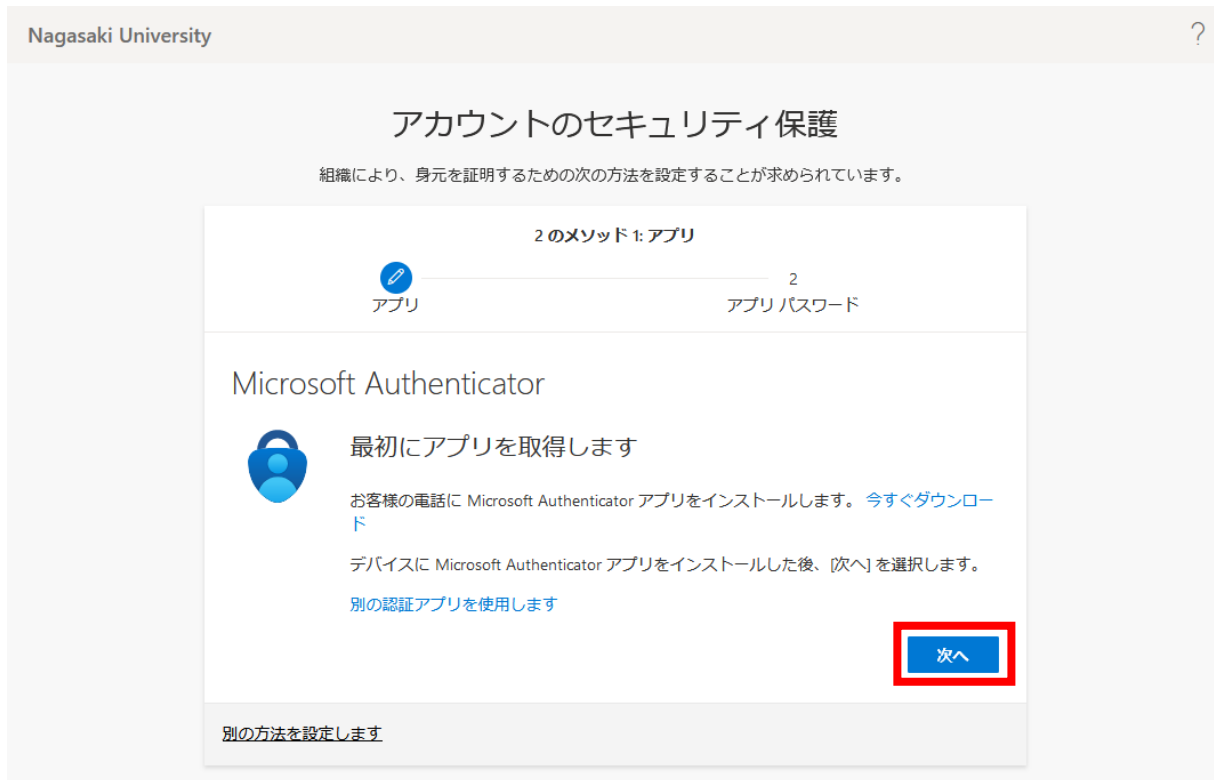 Nagasaki University
?
アカウントのセキュリティ保護
組織により、身元を証明するための次の方法を設定することが求められています。
2 のメソッド 1: アプリ
2
アプリ
アプリ パスワード
Microsoft Authenticator
最初にアプリを取得します
お客様の電話に Microsoft Authenticator アプリをインストールします。 今すぐダウンロー
ド
デバイスに Microsoft Authenticator アプリをインストールした後、[次へ] を選択します。
別の認証アプリを使用します
次へ
別の方法を設定します